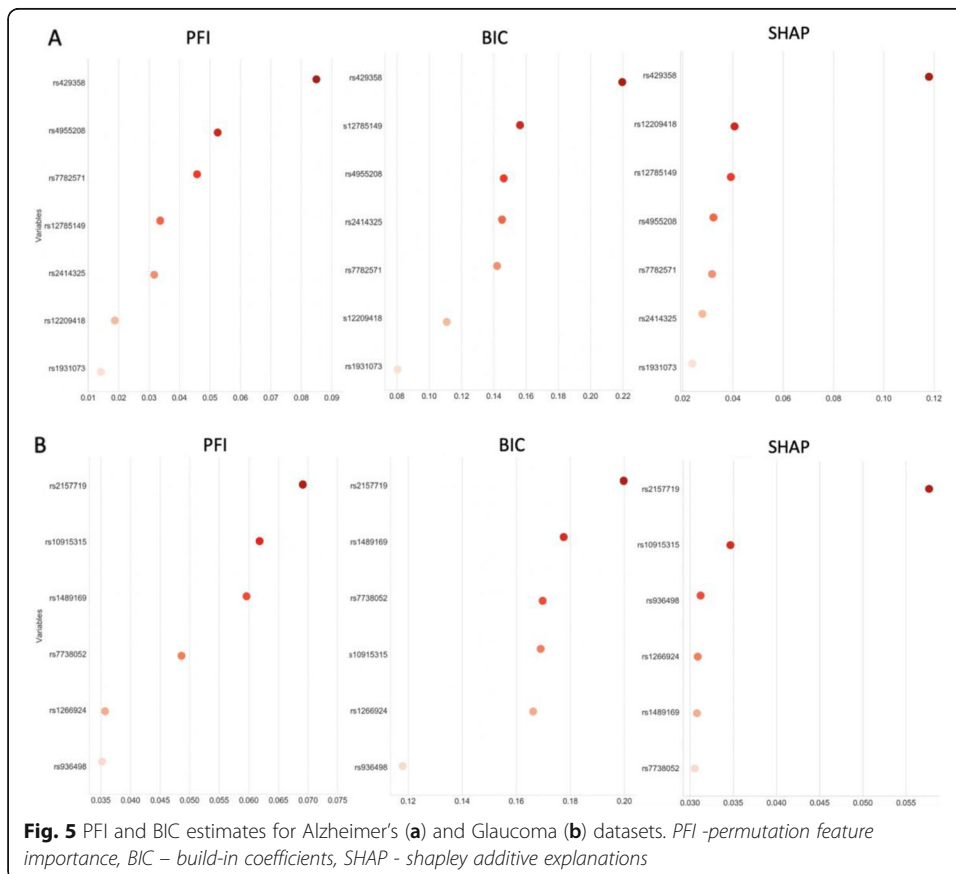 A
PFI
BIC
SHAP
Variables
rs429358
rs4955208
rs7782571
rs12785149
rs2414325
rs12209418
rs1931073
0.01 0.02 0.03 0.04 0.05 0.06 0.07 0.08 0.09
rs429358
s12785149
rs4955208
rs2414325
rs7782571
s12209418
rs1931073
0.08 0.10 0.12 0.14 0.16 0.18 0.20 0.22
rs429358
rs12209418
rs12785149
rs4955208
rs7782571
rs2414325
rs1931073
0.02 0.04 0.06 0.08 0.10 0.12
B
PFI
BIC
SHAP
Variables
rs2157719
rs10915315
rs1489169
rs7738052
rs1266924
rs936498
0.035 0.040 0.045 0.050 0.055 0.060 0.065 0.070 0.075
rs2157719
rs1489169
rs7738052
s10915315
rs1266924
rs936498
0.12 0.14 0.16 0.18 0.20
rs2157719
rs10915315
rs936498
rs1266924
rs1489169
rs7738052
0.030 0.035 0.040 0.045 0.050 0.055
Fig. 5 PFI and BIC estimates for Alzheimer's (a) and Glaucoma (b) datasets. PFI -permutation feature
importance, BIC – build-in coefficients, SHAP - shapley additive explanations